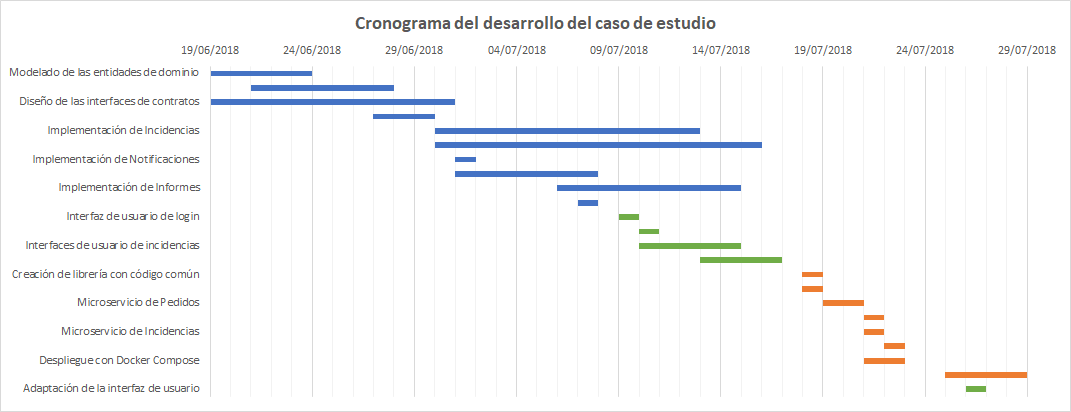 Cronograma del desarrollo del caso de estudio
19/06/2018 24/06/2018 29/06/2018 04/07/2018 09/07/2018 14/07/2018 19/07/2018 24/07/2018 29/07/2018
Modelado de las entidades de dominio
Diseño de las interfaces de contratos
Implementación de Incidencias
Implementación de Notificaciones
Implementación de Informes
Interfaz de usuario de login
Interfaces de usuario de incidencias
Creación de librería con código común
Microservicio de Pedidos
Microservicio de Incidencias
Despliegue con Docker Compose
Adaptación de la interfaz de usuario